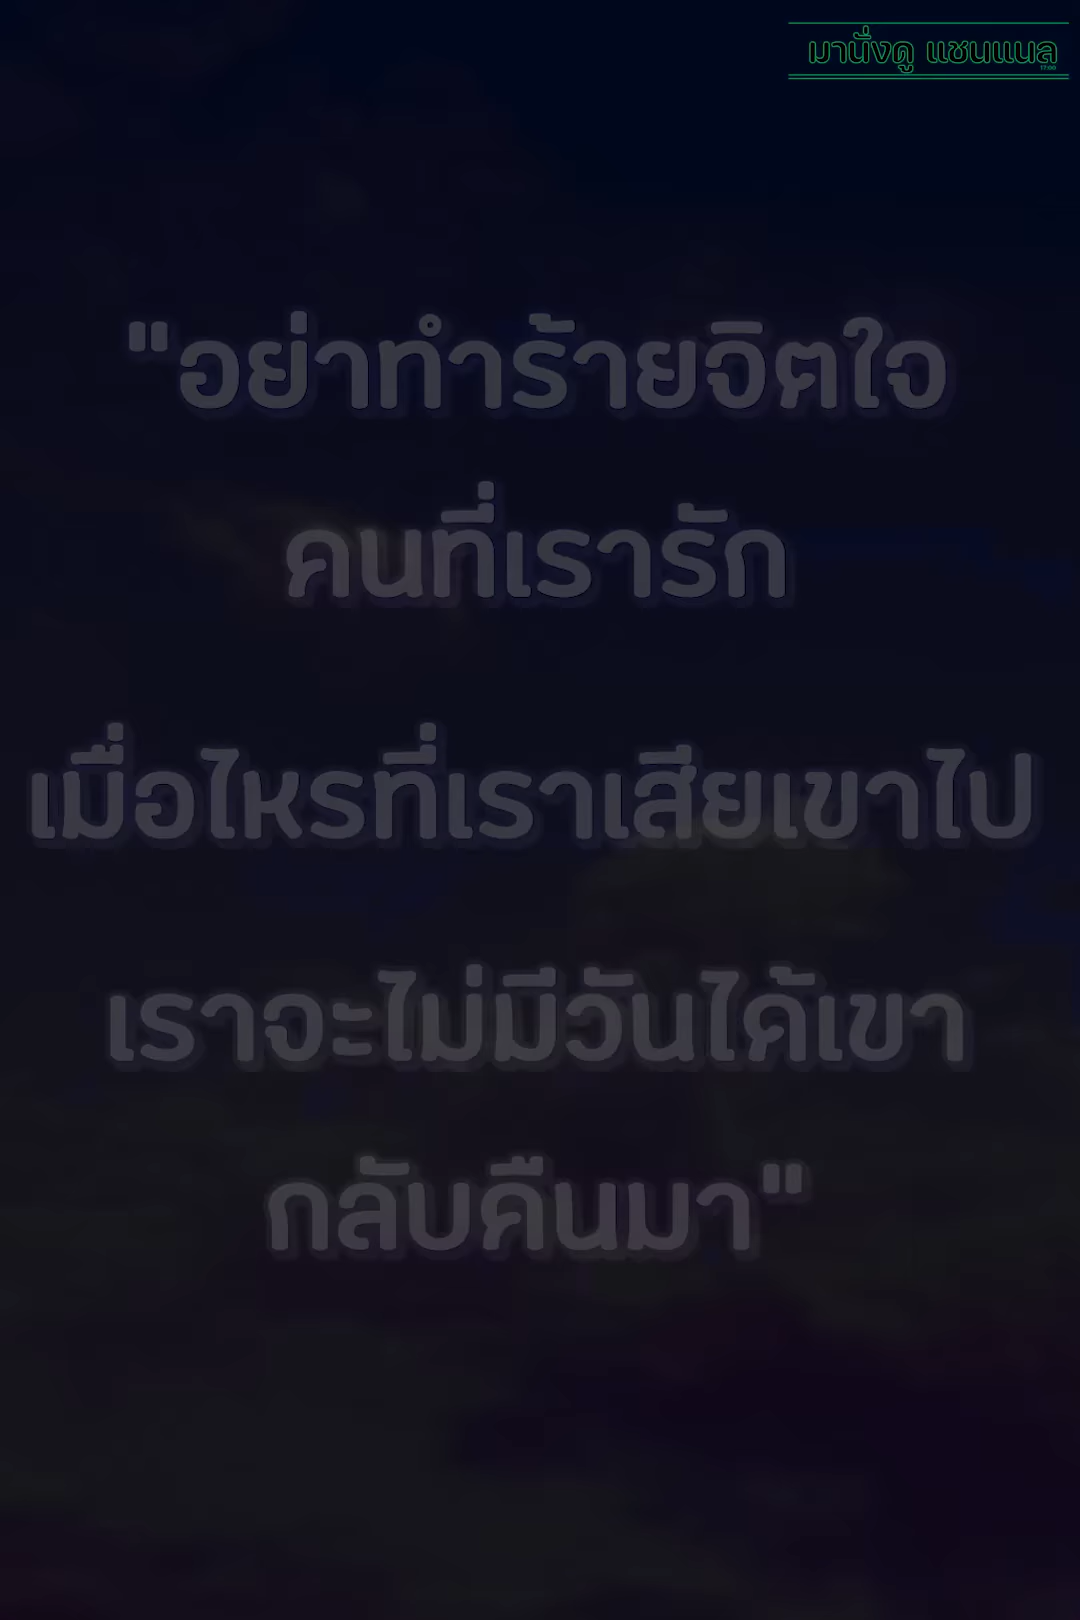 มานั่งดู แชนแนล
17:00
"อย่าทำร้ายจิตใจ
คนที่เรารัก
เมื่อไหรที่เราเสียเขาไป
เราจะไม่มีวันได้เขา
กลับคืนมา"